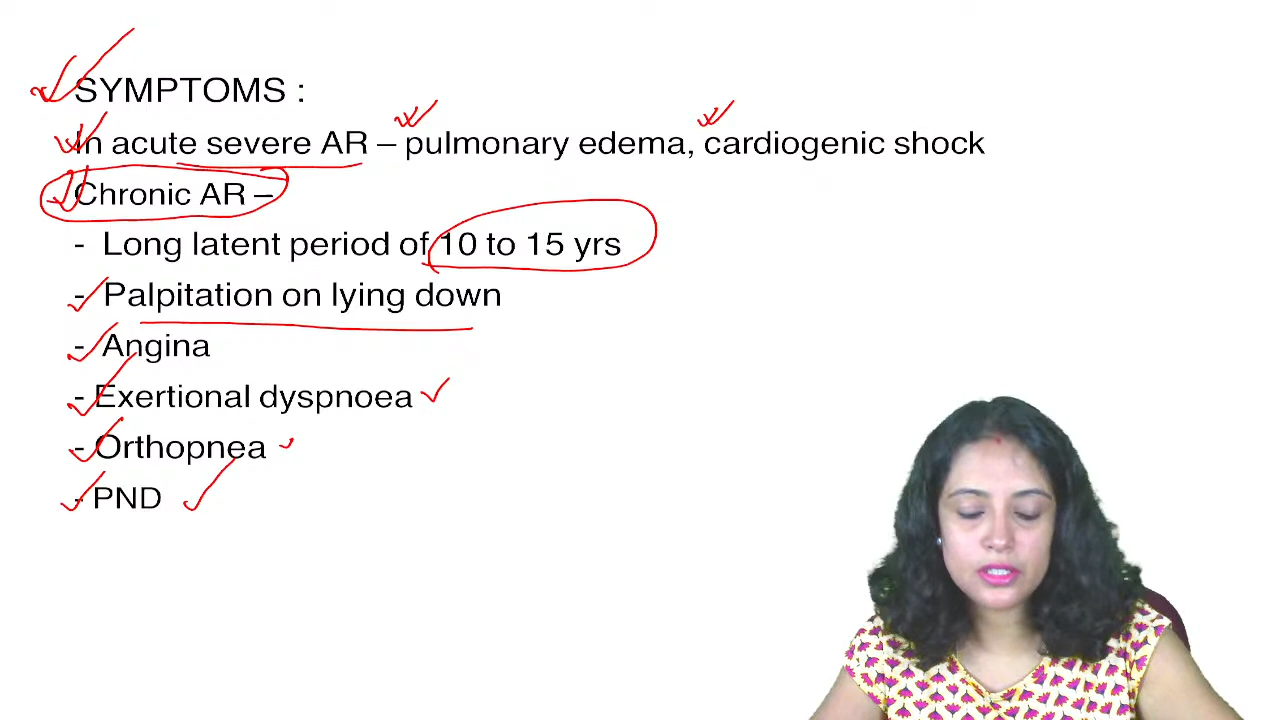 SYMPTOMS :
In acute severe AR – pulmonary edema, cardiogenic shock
Chronic AR –
- Long latent period of 10 to 15 yrs
- Palpitation on lying down
- Angina
- Exertional dyspnoea
- Orthopnea
- PND